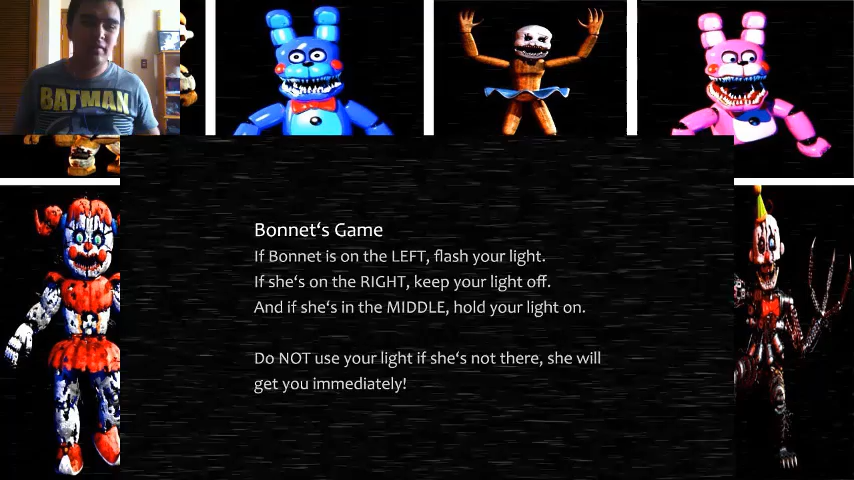 BATMAN
Bonnet‘s Game
If Bonnet is on the LEFT, flash your light.
If she‘s on the RIGHT, keep your light off.
And if she‘s in the MIDDLE, hold your light on.
Do NOT use your light if she‘s not there, she will
get you immediately!